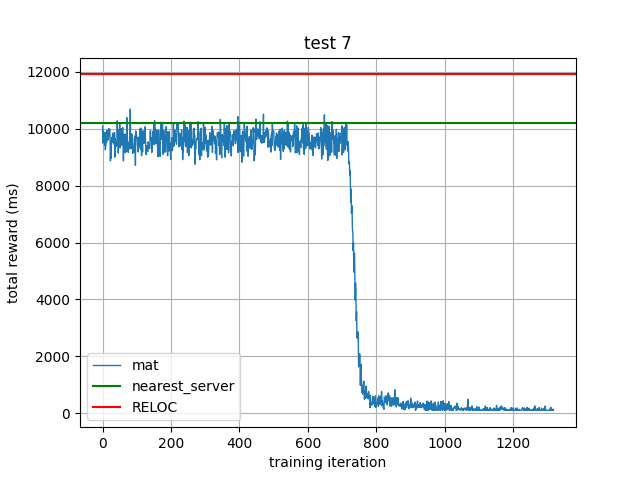 test 7
total reward (ms)
12000
10000
8000
6000
4000
2000
0
mat
nearest_server
RELOC
0 200 400 600 800 1000 1200
training iteration